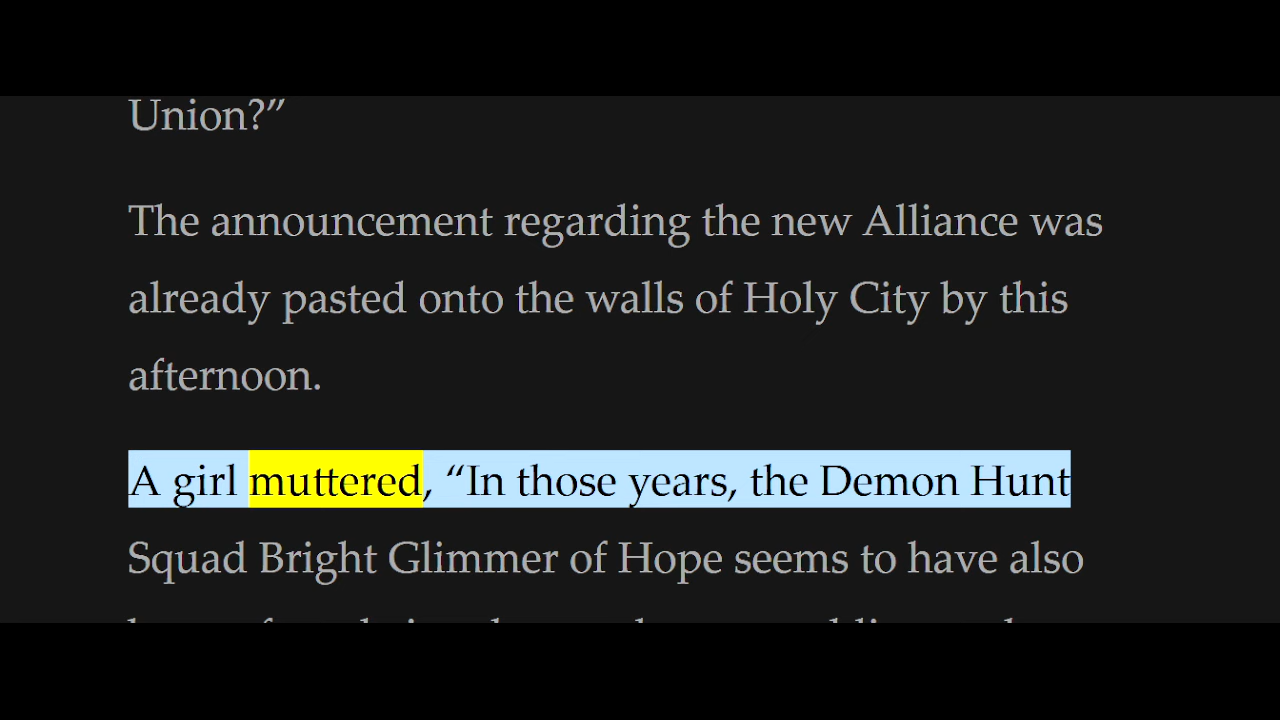 Union?”
The announcement regarding the new Alliance was
already pasted onto the walls of Holy City by this
afternoon.
A girl muttered, “In those years, the Demon Hunt
Squad Bright Glimmer of Hope seems to have also